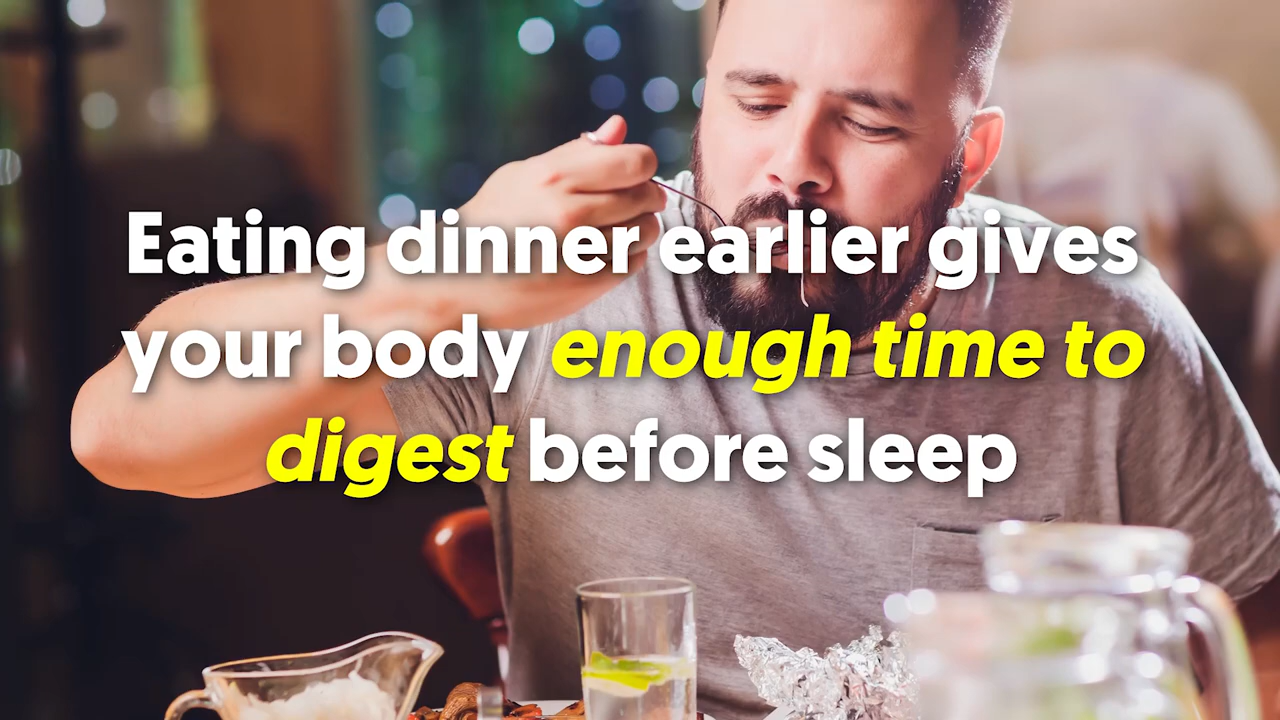 Eating dinner earlier gives
your body enough time to
digest before sleep